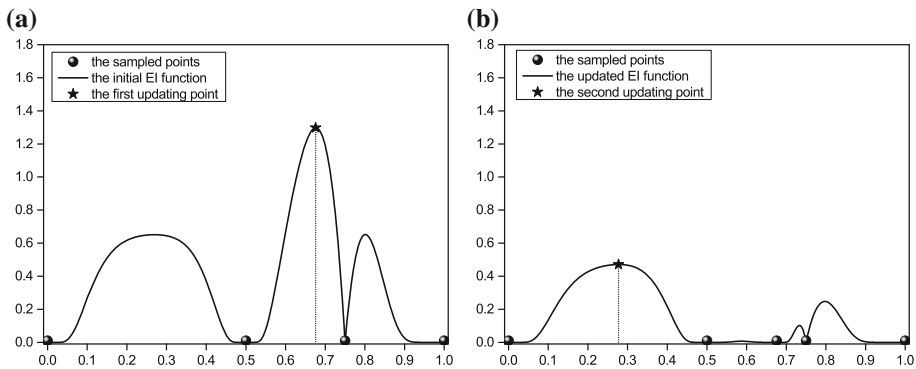 (a)
1.8
1.6
1.4
1.2
1.0
0.8
0.6
0.4
0.2
0.0
the sampled points
the initial EI function
the first updating point
0.0 0.1 0.2 0.3 0.4 0.5 0.6 0.7 0.8 0.9 1.0
(b)
1.8
1.6
1.4
1.2
1.0
0.8
0.6
0.4
0.2
0.0
the sampled points
the updated EI function
the second updating point
0.0 0.1 0.2 0.3 0.4 0.5 0.6 0.7 0.8 0.9 1.0